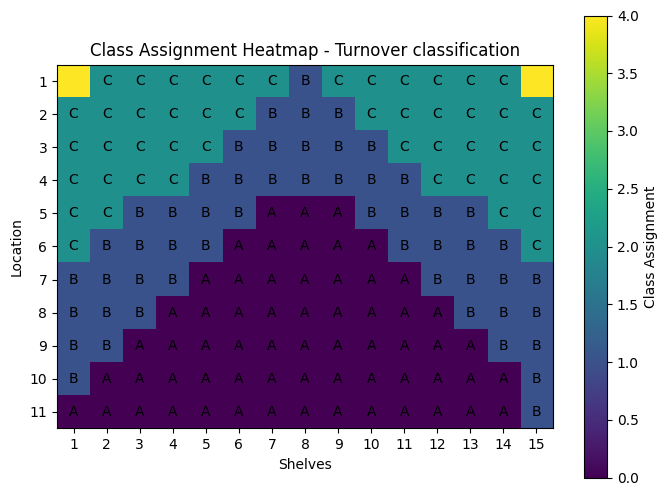 Class Assignment Heatmap - Turnover classification
4.0
3.5
3.0
2.5
2.0
1.5
1.0
0.5
0.0
Class Assignment
Location
1 C C C C C C B C C C C C C
2 C C C C C C B B B C C C C C C
3 C C C C C B B B B B C C C C C
4 C C C C B B B B B B B C C C C
5 C C B B B B A A A B B B B C C
6 C B B B B A A A A A B B B B C
7 B B B B A A A A A A A B B B B
8 B B B A A A A A A A A A B B B
9 B B A A A A A A A A A A A B B
10 B A A A A A A A A A A A A A B
11 A A A A A A A A A A A A A A B
1 2 3 4 5 6 7 8 9 10 11 12 13 14 15
Shelves